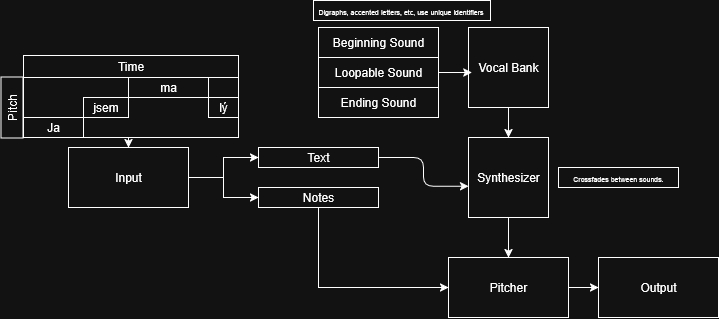 Digraphs, accented letters, etc, use unique identifiers
Beginning Sound
Loopable Sound
Ending Sound
Vocal Bank
Time
Pitch
ma
jsem
lý
Ja
Input
Text
Notes
Synthesizer
Crossfades between sounds.
Pitcher
Output